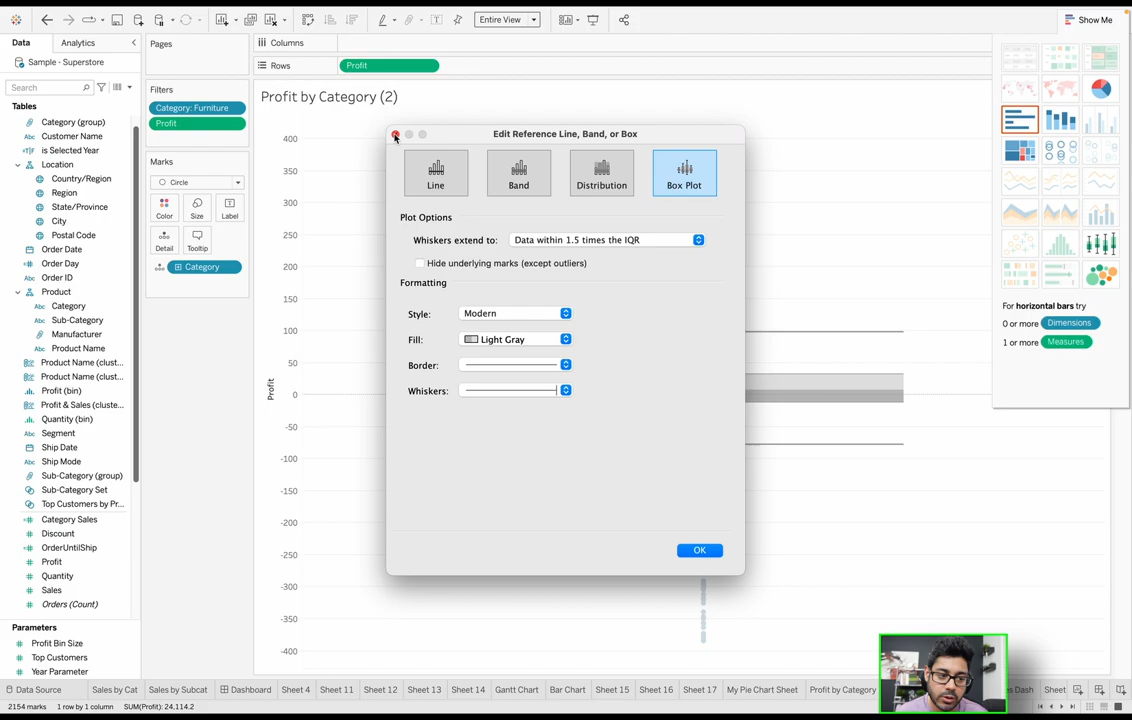 Entire View
Show Me
Data
Analytics
Pages
Columns
Sample - Superstore
Rows
Profit
Search
Filters
Tables
Category: Furniture
Profit
Profit by Category (2)
Category (group)
Customer Name
Abc
is Selected Year
=T|F
Location
Country/Region
Region
State/Province
City
Postal Code
Order Date
Order Day
Order ID
Product
Category
Sub-Category
Manufacturer
Product Name
Product Name (clust...
Product Name (cust...
Profit (bin)
Profit & Sales (cluste...
Quantity (bin)
Segment
Ship Date
Ship Mode
Sub-Category (group)
Sub-Category Set
Top Customers by Pr...
Category Sales
Discount
OrderUntilShip
Profit
Quantity
Sales
Orders (Count)
Parameters
Profit Bin Size
Top Customers
Year Parameter
Marks
Circle
Color
Size
Label
Detail
Tooltip
Category
400
350
300
250
200
150
100
50
0
-50
-100
-150
-200
-250
-300
-350
-400
Profit
Edit Reference Line, Band, or Box
Line
Band
Distribution
Box Plot
Plot Options
Whiskers extend to:
Data within 1.5 times the IQR
Hide underlying marks (except outliers)
Formatting
Style:
Modern
Fill:
Light Gray
Border:
Whiskers:
OK
For horizontal bars try
0 or more
Dimensions
1 or more
Measures
Data Source
Sales by Cat
Sales by Subcat
Dashboard
Sheet 4
Sheet 11
Sheet 12
Sheet 13
Sheet 14
Gantt Chart
Bar Chart
Sheet 15
Sheet 16
Sheet 17
My Pie Chart Sheet
Profit by Category
es Dash
Sheet
2154 marks
1 row by 1 column
SUM(Profit): 24,114.2